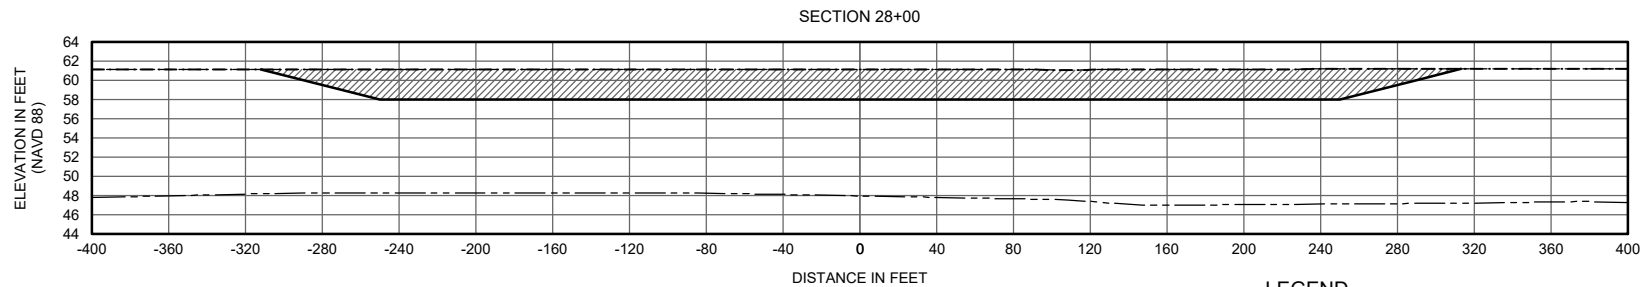 SECTION 28+00
64
62
60
58
56
54
52
50
48
46
44
ELEVATION IN FEET
(NAVD 88)
-400 -360 -320 -280 -240 -200 -160 -120 -80 -40 0 40 80 120 160 200 240 280 320 360 400
DISTANCE IN FEET
LEGEND